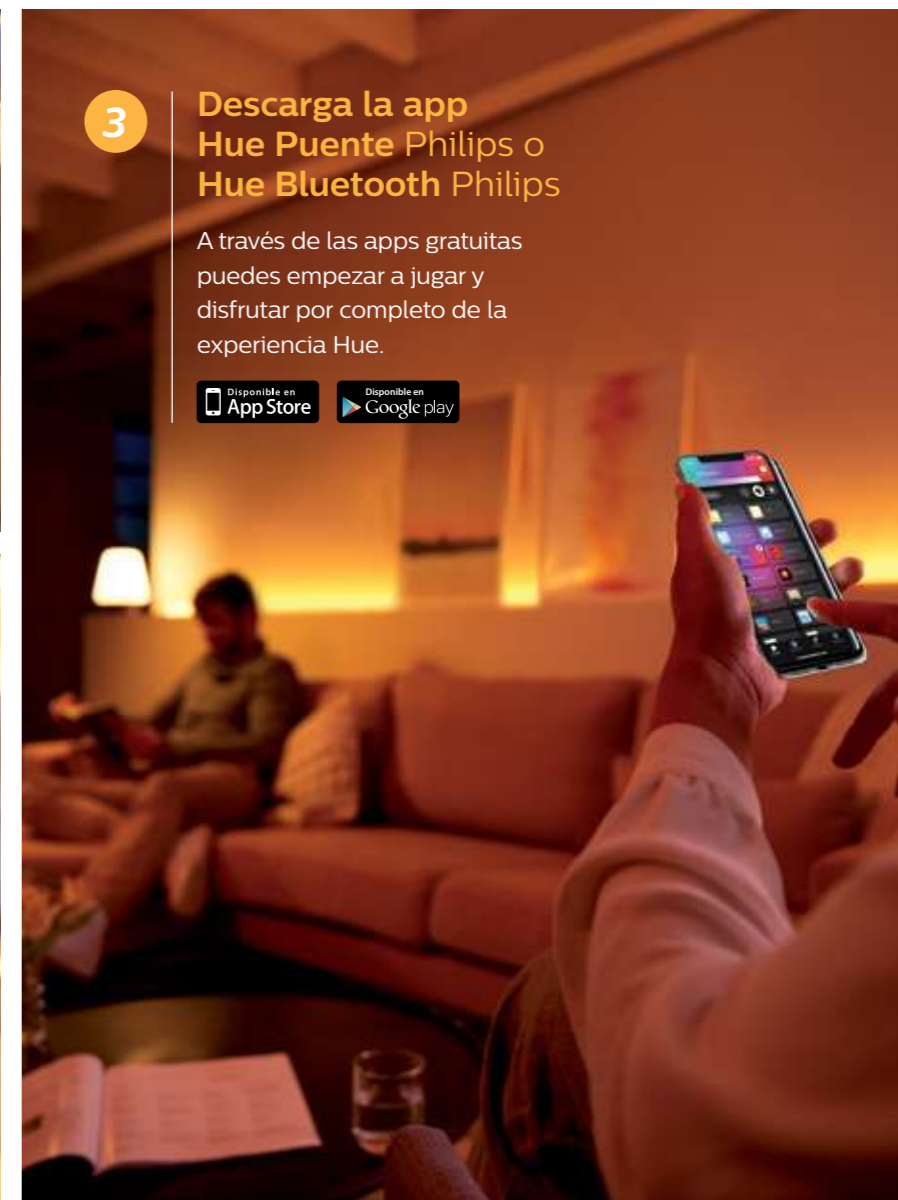 3
Descarga la app
Hue Puente Philips o
Hue Bluetooth Philips
A través de las apps gratuitas
puedes empezar a jugar y
disfrutar por completo de la
experiencia Hue.
Disponible en
App Store
Disponible en
Google play